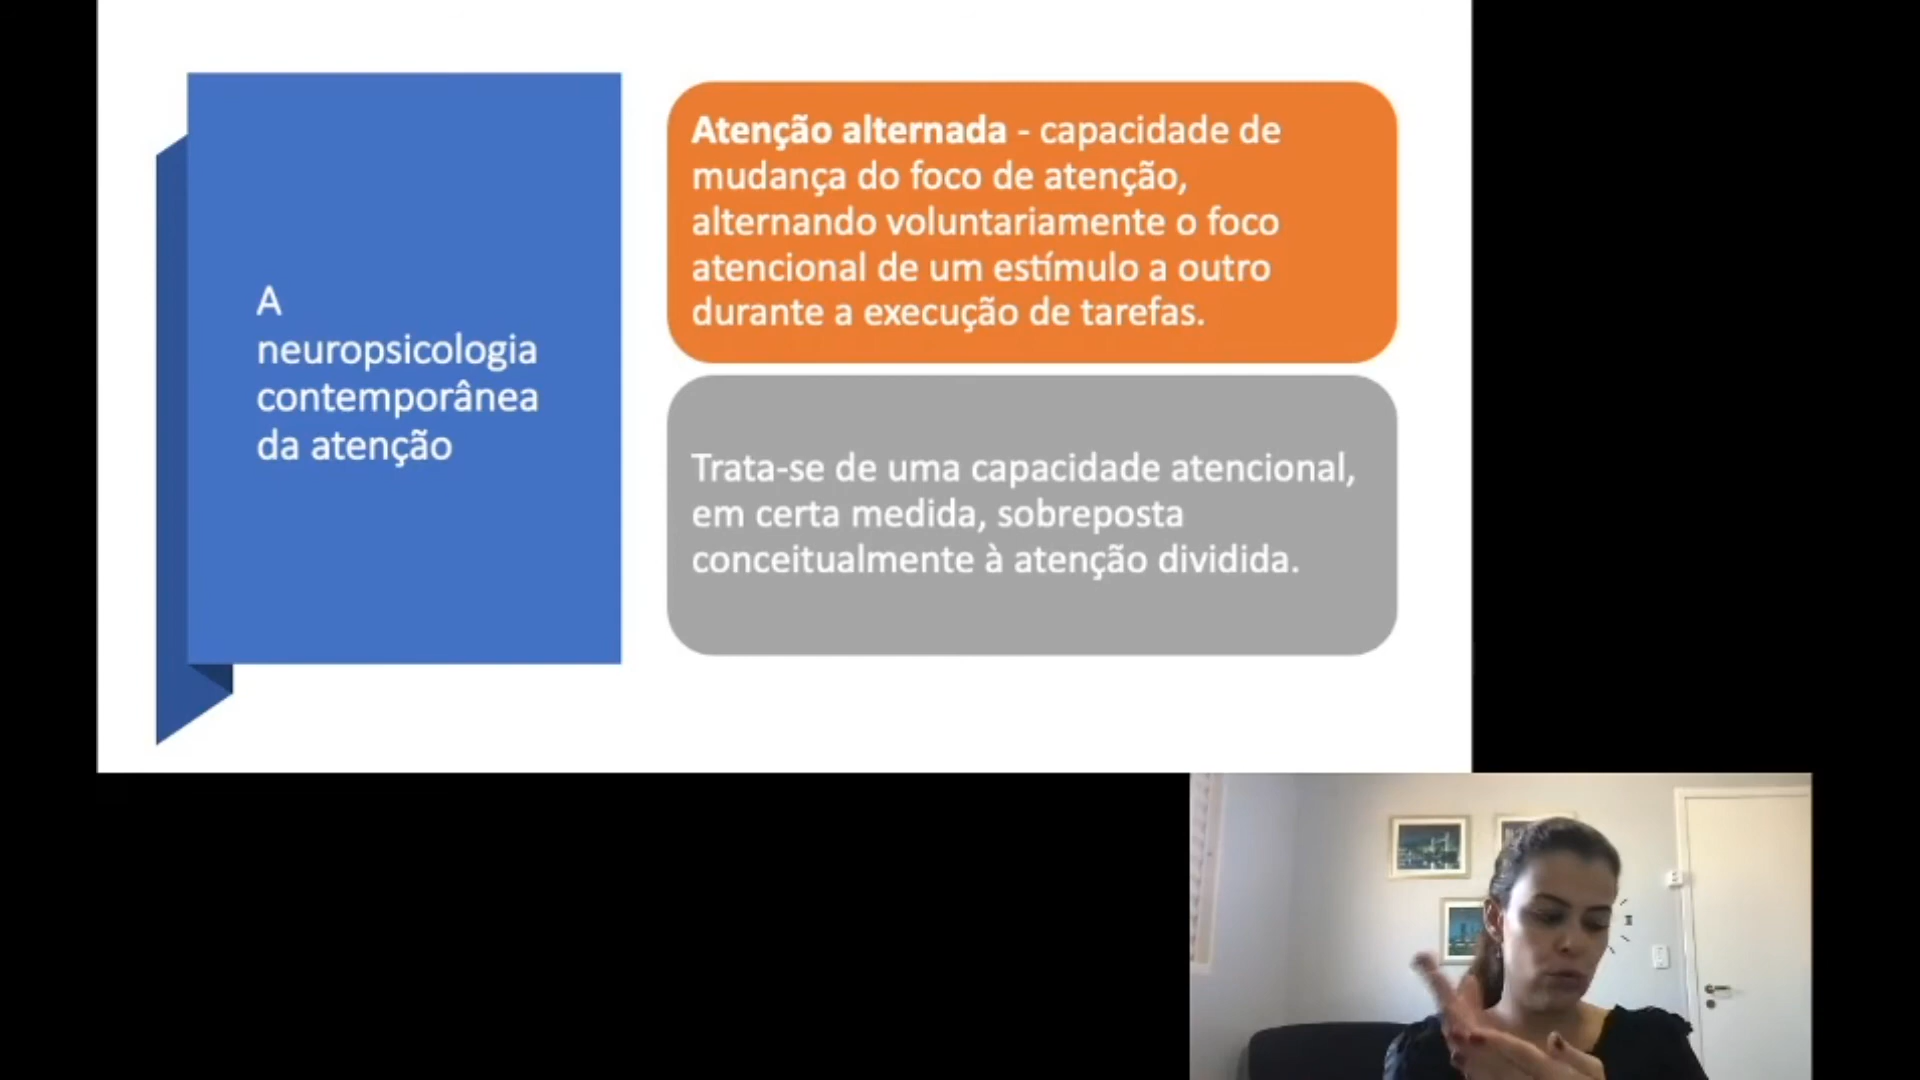 A
neuropsicologia
contemporânea
da atenção
Atenção alternada - capacidade de
mudança do foco de atenção,
alternando voluntariamente o foco
atencional de um estímulo a outro
durante a execução de tarefas.
Trata-se de uma capacidade atencional,
em certa medida, sobreposta
conceitualmente à atenção dividida.